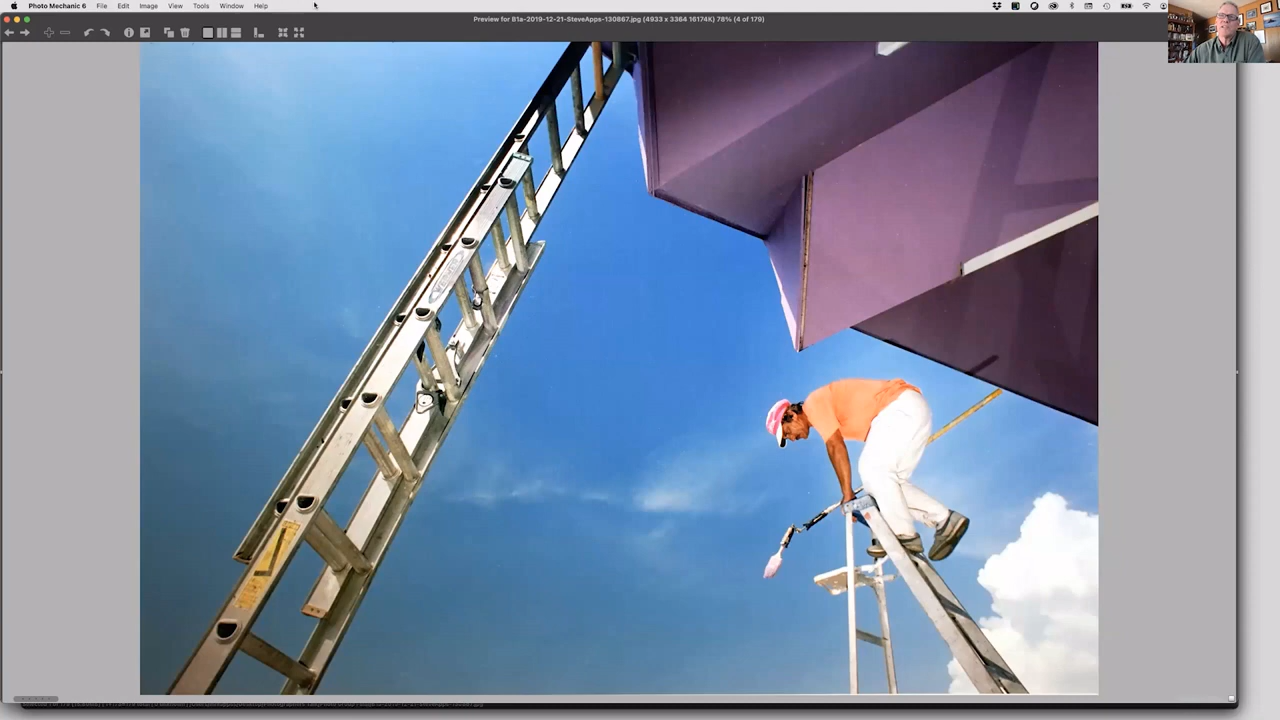 Photo Mechanic 6 File Edit Image View Tools Window Help
Preview for B1a-2019-12-21-SteveApps-130867.jpg (4933 x 3364 16174K) 78% (4 of 179)